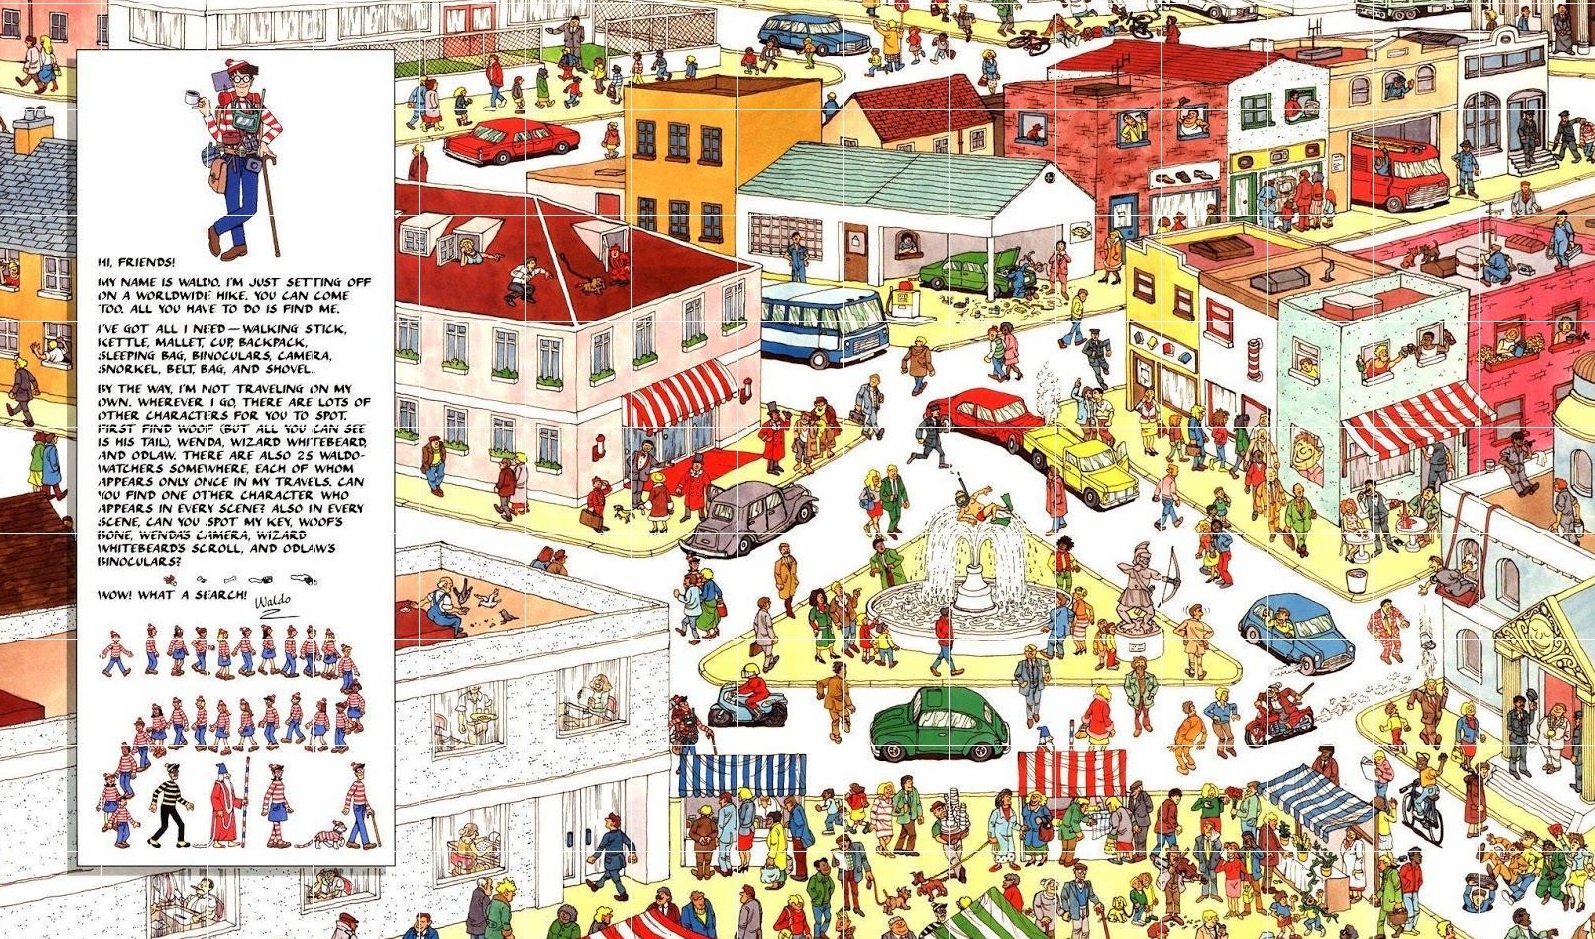 HI, FRIENDS!
MY NAME IS WALDO. I'M JUST SETTING OFF
ON A WORLDWIDE HIKE. YOU CAN COME
TOO. ALL YOU HAVE TO DO IS FIND ME.
I'VE GOT ALL I NEED—WALKING STICK,
KETTLE, MALLET, CUP, BACKPACK,
SLEEPING BAG, BINOCULARS, CAMERA,
SNORKEL, BELT, BAG, AND SHOVEL.
BY THE WAY, I'M NOT TRAVELING ON MY
OWN. WHEREVER I GO, THERE ARE LOTS OF
OTHER CHARACTERS FOR YOU TO SPOT.
FIRST FIND WOOF (BUT ALL YOU CAN SEE
IS HIS TAIL), WENDA, WIZARD WHITEBEARD,
AND ODLAW. THERE ARE ALSO 25 WALDO-
WATCHERS SOMEWHERE, EACH OF WHOM
APPEARS ONLY ONCE IN MY TRAVELS. CAN
YOU FIND ONE OTHER CHARACTER WHO
APPEARS IN EVERY SCENE? ALSO IN EVERY
SCENE, CAN YOU SPOT MY KEY, WOOF'S
BONE, WENDA'S CAMERA, WIZARD
WHITEBEARD'S SCROLL, AND ODLAW'S
BINOCULARS?
WOW! WHAT A SEARCH!
Waldo